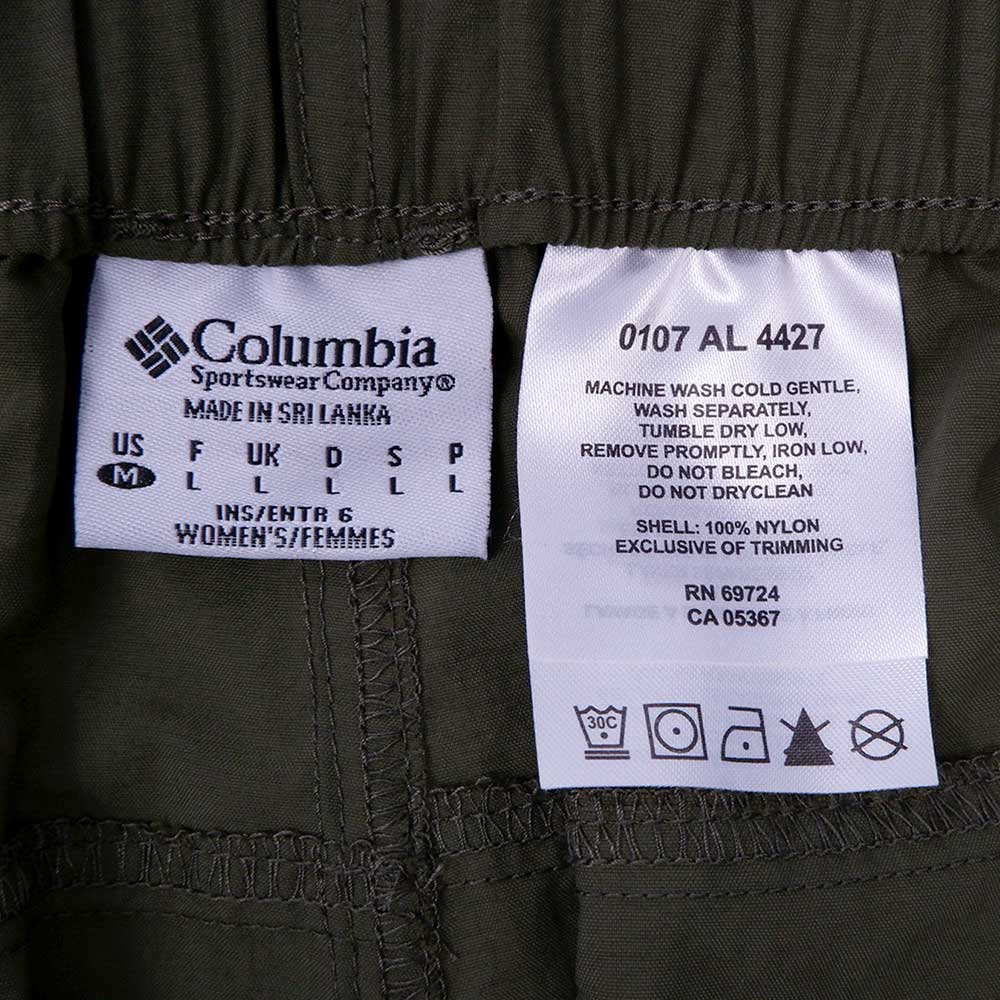 Columbia
Sportswear Company®
MADE IN SRI LANKA
US F UK D S P
M L L L L L
INS/ENTR 6
WOMEN'S/FEMMES
0107 AL 4427
MACHINE WASH COLD GENTLE,
WASH SEPARATELY,
TUMBLE DRY LOW,
REMOVE PROMPTLY, IRON LOW,
DO NOT BLEACH,
DO NOT DRYCLEAN
SHELL: 100% NYLON
EXCLUSIVE OF TRIMMING
RN 69724
CA 05367
30C